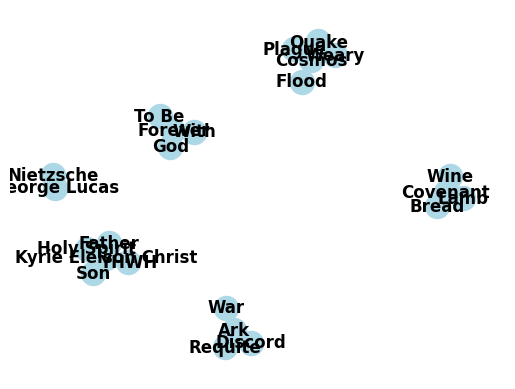 Quake
Plague
Weary
Cosmos
Flood
To Be
Forever
With
God
Nietzsche
eorge Lucas
Wine
Covenant
Lamb
Bread
Father
Holy Spirit
Kyrie Eleison Christ
YHWH
Son
War
Ark
Discord
Requite